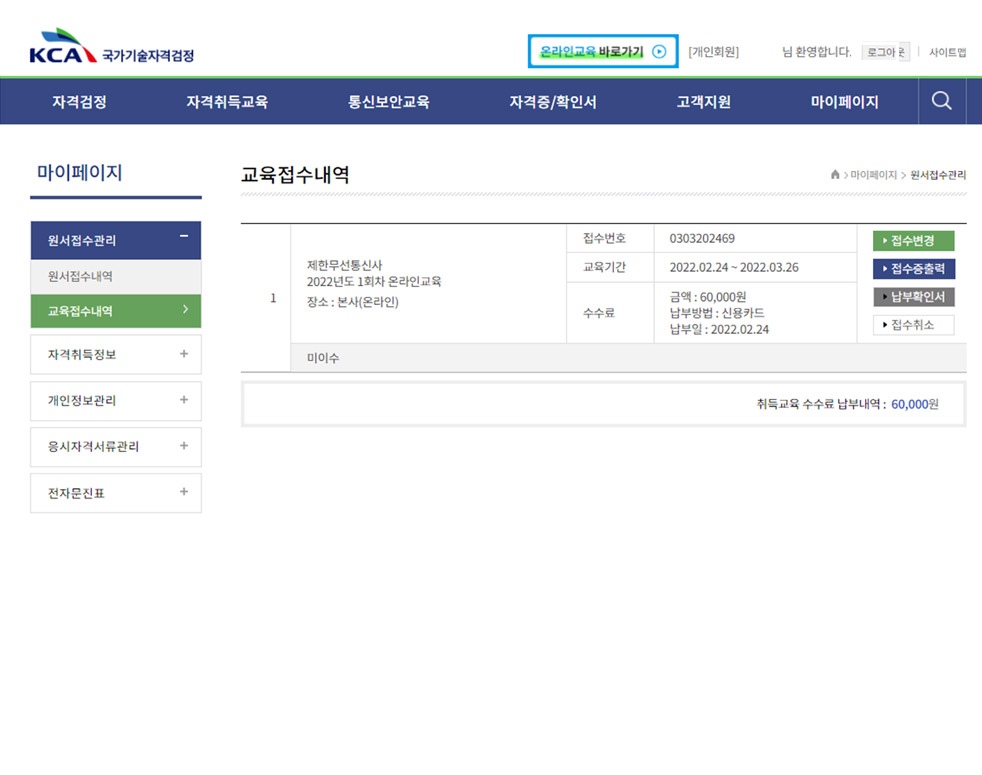 KCA 국가기술자격검정
온라인교육 바로가기 [개인회원] 님 환영합니다. 로그아웃 사이트맵
자격검정 자격취득교육 통신보안교육 자격증/확인서 고객지원 마이페이지
마이페이지
원서접수관리
원서접수내역
교육접수내역
자격취득정보
개인정보관리
응시자격서류관리
전자문진표
교육접수내역
> 마이페이지 > 원서접수관리
1
제한무선통신사
2022년도 1회차 온라인교육
장소 : 본사(온라인)
접수번호 0303202469
교육기간 2022.02.24 ~ 2022.03.26
수수료
금액 : 60,000원
납부방법 : 신용카드
납부일 : 2022.02.24
접수변경
접수증출력
납부확인서
접수취소
미이수
취득교육 수수료 납부내역 : 60,000원